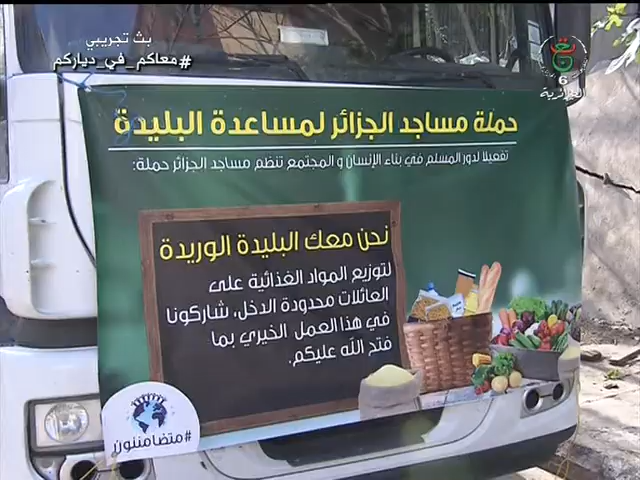 بث تجريبي
#معاكم_في_دياركم
6
الجزائرية
حملة مساجد الجزائر لمساعدة البليدة
تفعيلا لدور المسلم في بناء الإنسان و المجتمع تنظم مساجد الجزائر حملة:
نحن معك البليدة الوريدة
لتوزيع المواد الغذائية على
العائلات محدودة الدخل، شاركونا
في هذا العمل الخيري بما
فتح الله عليكم.
#متضامنون